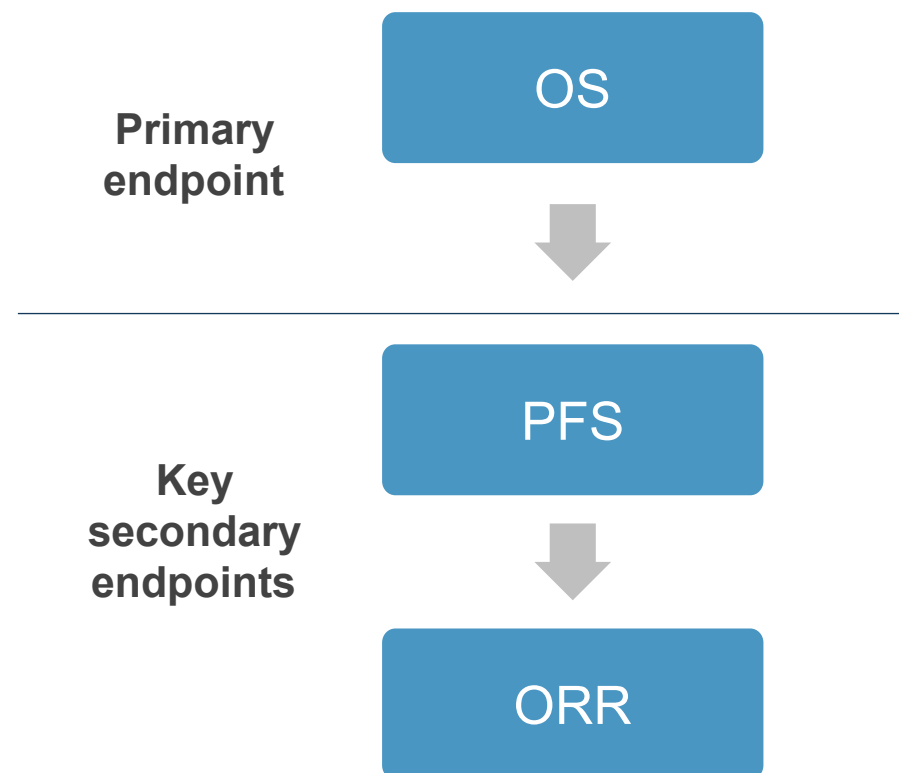 OS
Primary
endpoint
PFS
Key
secondary
endpoints
ORR